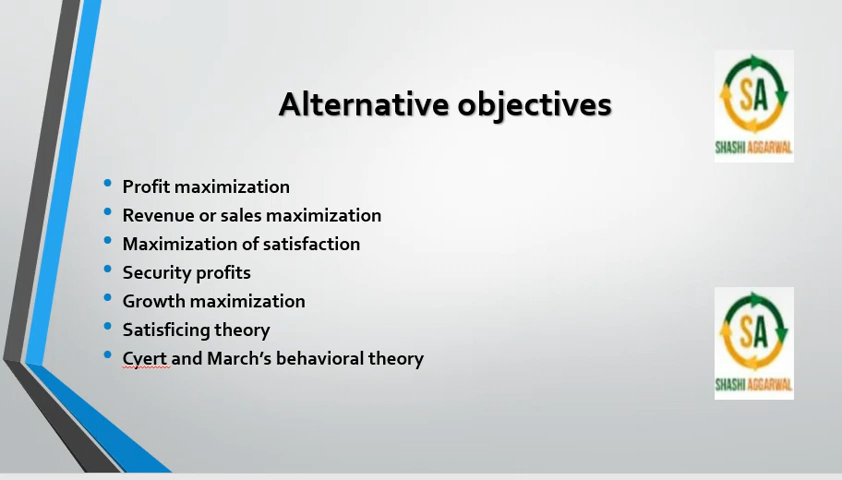 Alternative objectives
SA
SHASHI AGGARWAL
Profit maximization
Revenue or sales maximization
Maximization of satisfaction
Security profits
Growth maximization
Satisficing theory
Cyert and March's behavioral theory
SA
SHASHI AGGARWAL